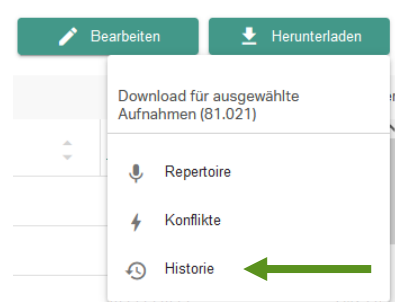 Bearbeiten
Herunterladen
Download für ausgewählte
Aufnahmen (81.021)
Repertoire
Konflikte
Historie